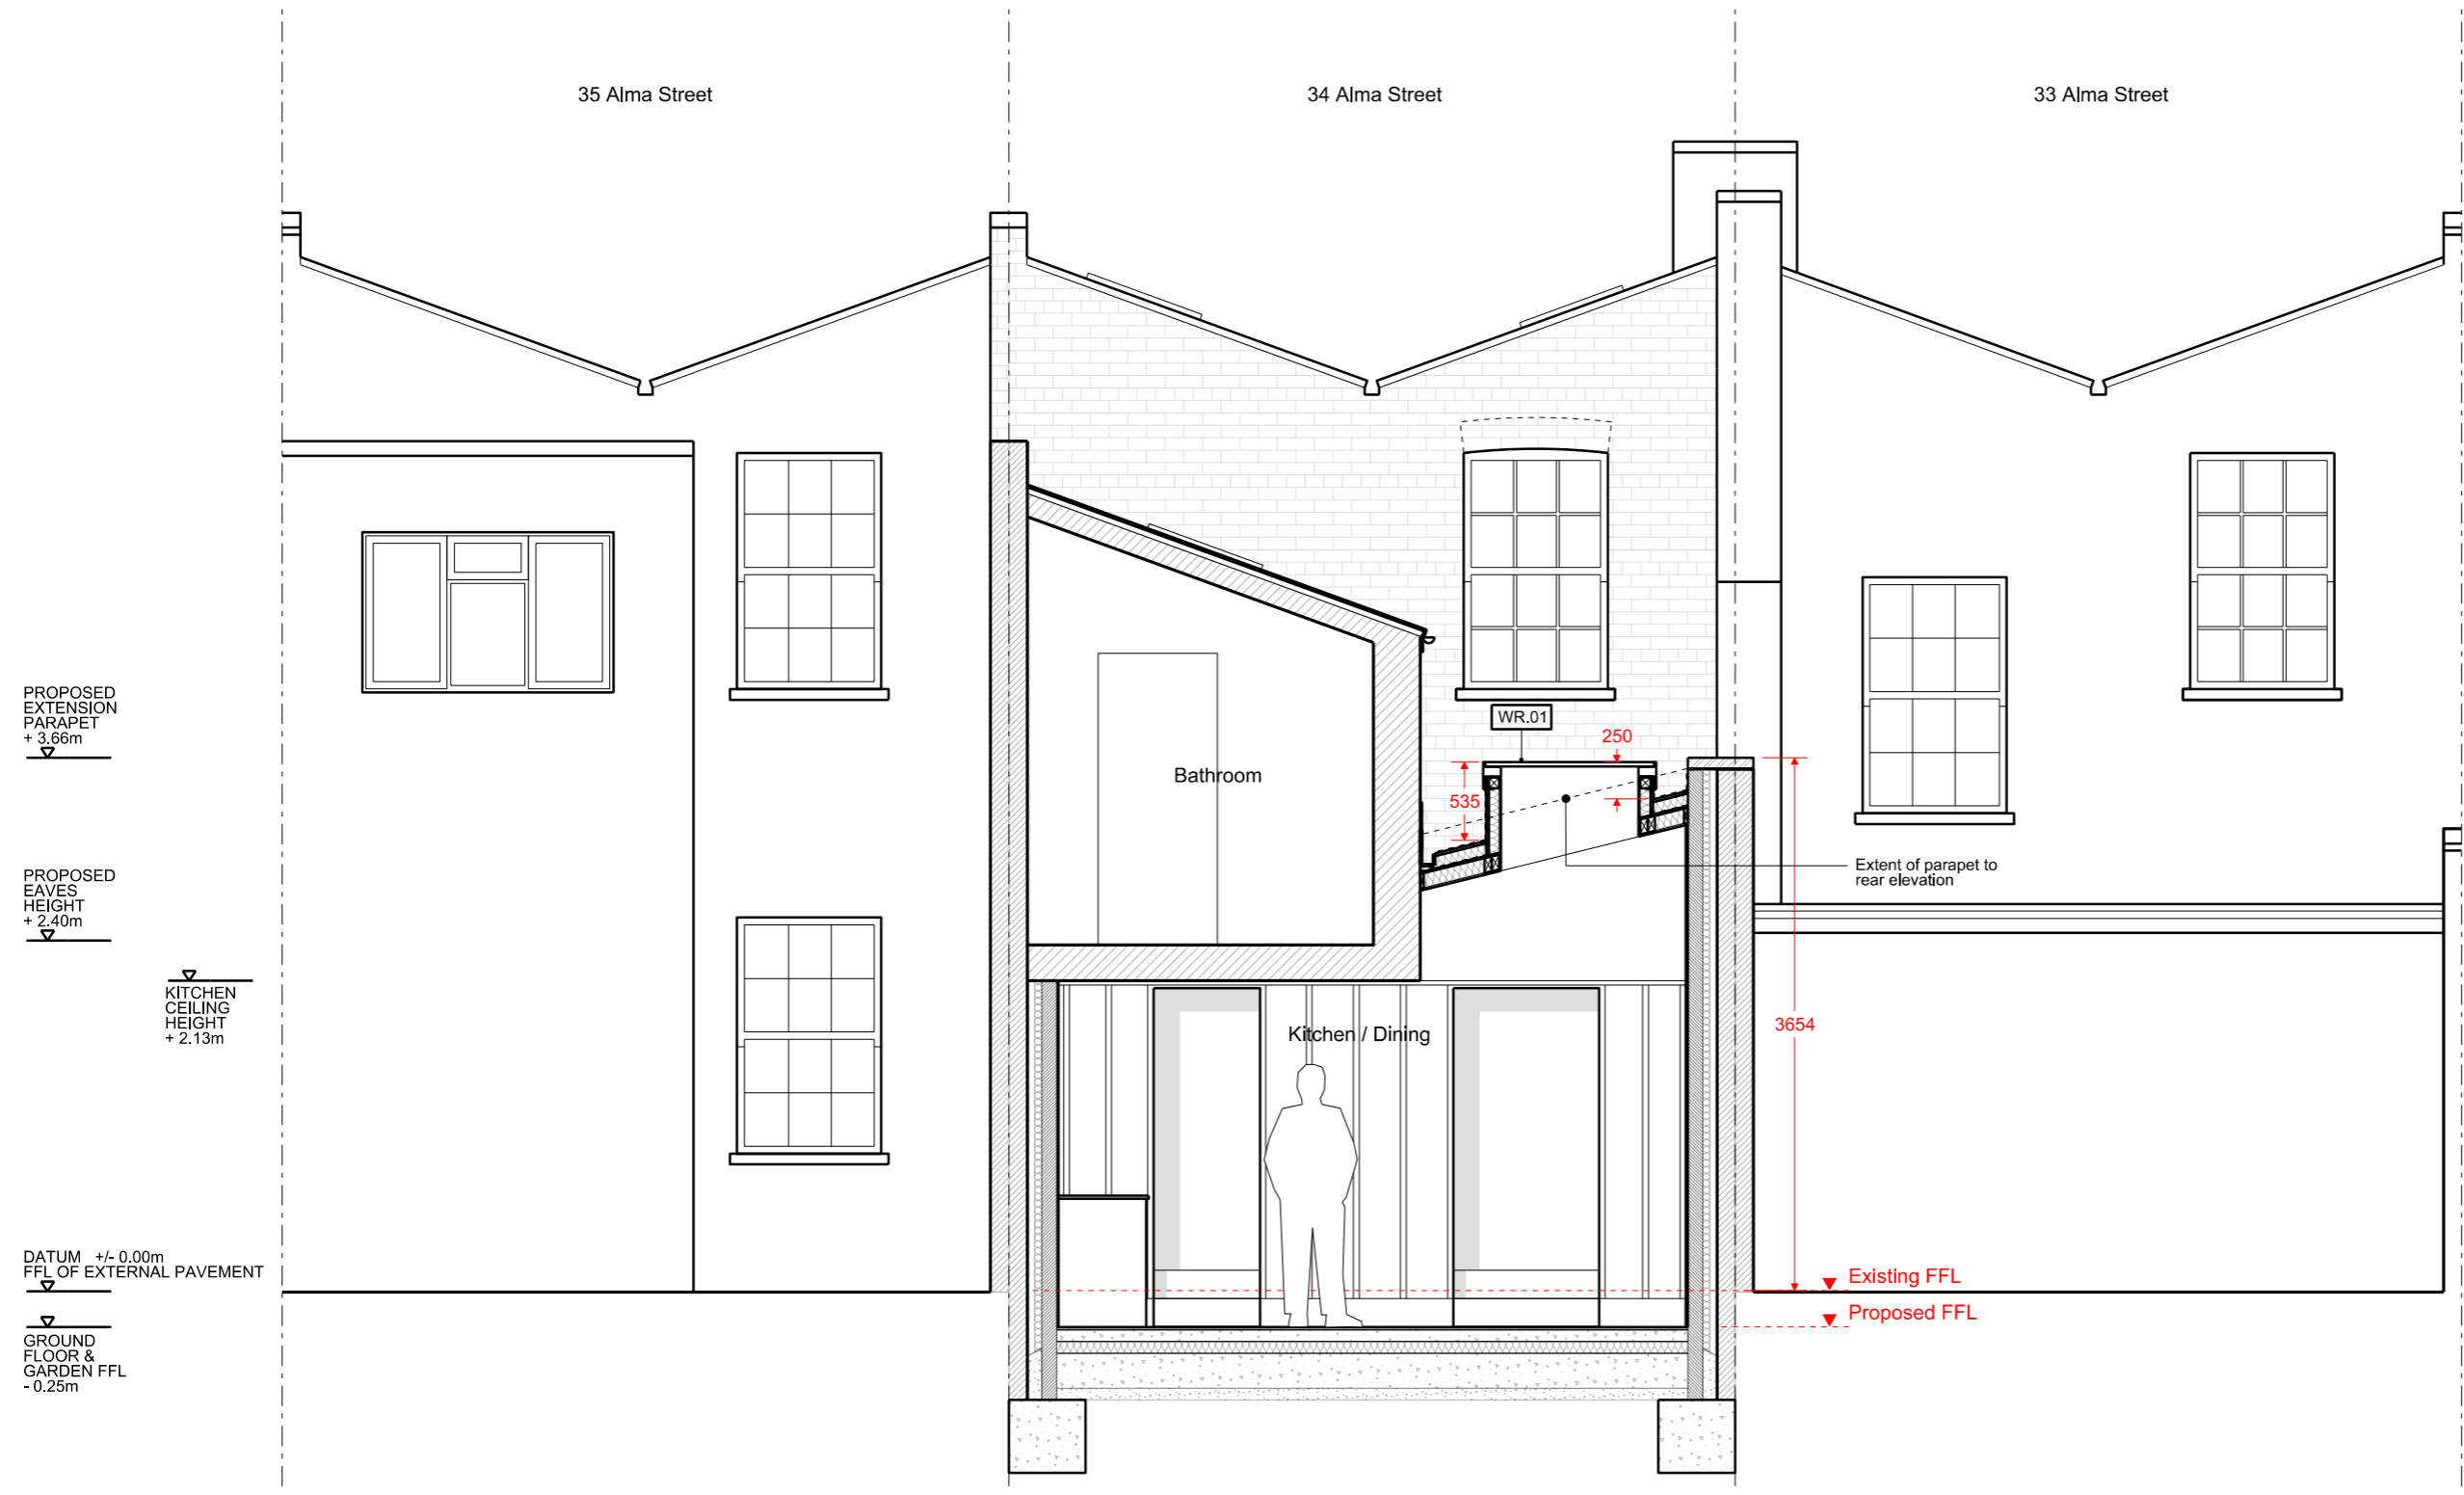 35 Alma Street
34 Alma Street
33 Alma Street
PROPOSED
EXTENSION
PARAPET
+ 3.66m
WR.01
250
535
Bathroom
Extent of parapet to
rear elevation
PROPOSED
EAVES
HEIGHT
+ 2.40m
KITCHEN
CEILING
HEIGHT
+ 2.13m
Kitchen / Dining
3654
DATUM +/- 0.00m
FFL OF EXTERNAL PAVEMENT
Existing FFL
Proposed FFL
GROUND
FLOOR &
GARDEN FFL
- 0.25m